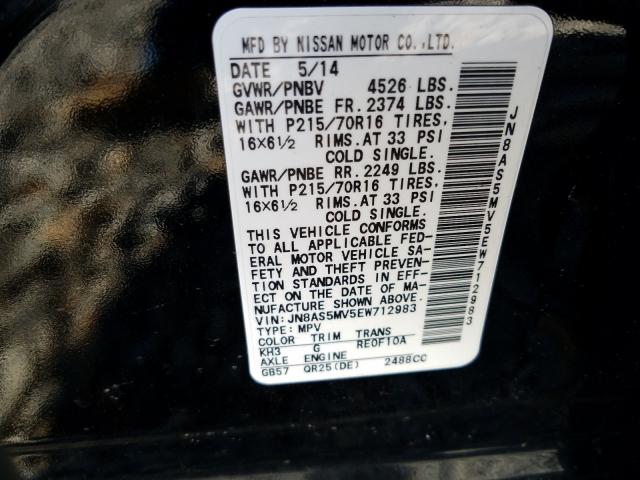 MFD BY NISSAN MOTOR CO.,LTD.
DATE 5/14
GVWR/PNBV 4526 LBS.
GAWR/PNBE FR. 2374 LBS.
WITH P215/70R16 TIRES,
16X6½ RIMS.AT 33 PSI
COLD SINGLE.
GAWR/PNBE RR. 2249 LBS.
WITH P215/70R16 TIRES,
16X6½ RIMS.AT 33 PSI
COLD SINGLE.
THIS VEHICLE CONFORMS
TO ALL APPLICABLE FED-
ERAL MOTOR VEHICLE SA-
FETY AND THEFT PREVEN-
TION STANDARDS IN EFF-
ECT ON THE DATE OF MA-
NUFACTURE SHOWN ABOVE.
VIN:JN8AS5MV5EW712983
TYPE: MPV
COLOR TRIM TRANS
KH3 G RE0F10A
AXLE ENGINE
GB57 QR25(DE) 2488CC
JN8AS5MV5EW712983